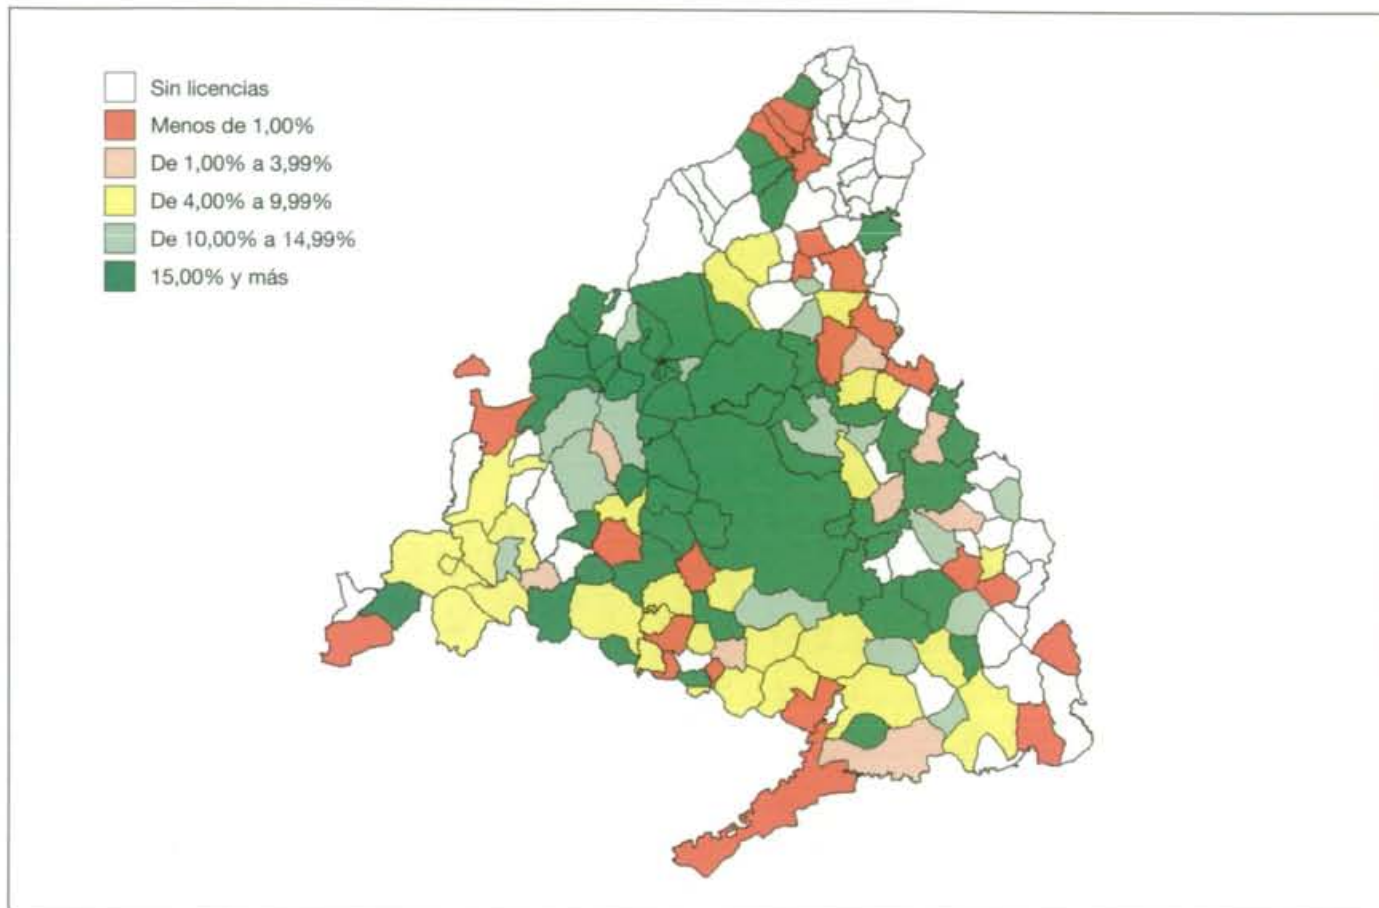 Sin licencias
Menos de 1,00%
De 1,00% a 3,99%
De 4,00% a 9,99%
De 10,00% a 14,99%
15,00% y más